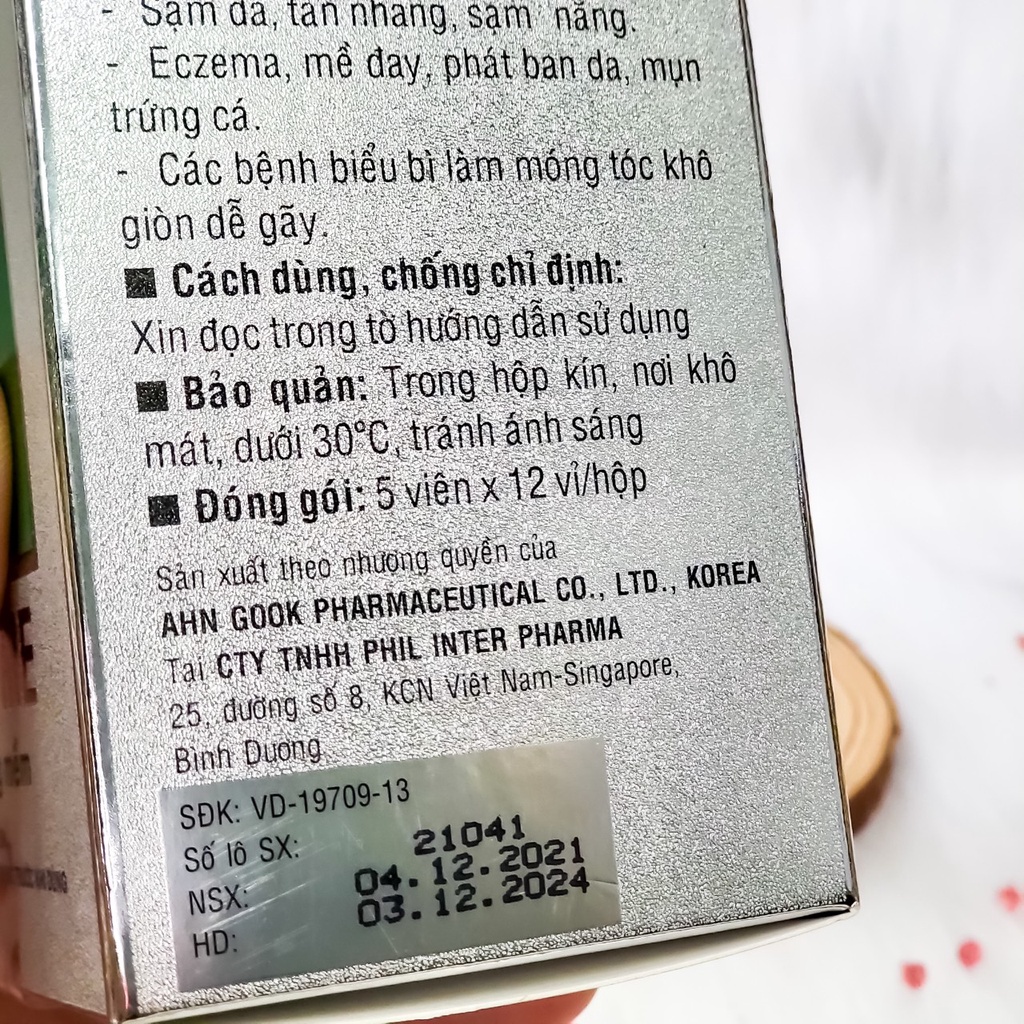 - Sạm da, tàn nhang, sạm nắng.
- Eczema, mề đay, phát ban da, mụn
trứng cá.
- Các bệnh biểu bì làm móng tóc khô
giòn dễ gãy.
■ Cách dùng, chống chỉ định:
Xin đọc trong tờ hướng dẫn sử dụng
■ Bảo quản: Trong hộp kín, nơi khô
mát, dưới 30°C, tránh ánh sáng
■ Đóng gói: 5 viên x 12 vỉ/hộp
Sản xuất theo nhượng quyền của
AHN GOOK PHARMACEUTICAL CO., LTD., KOREA
Tại CTY TNHH PHIL INTER PHARMA
25, đường số 8, KCN Việt Nam-Singapore,
Bình Dương
SĐK: VD-19709-13
Số lô SX: 21041
NSX: 04.12.2021
HD: 03.12.2024